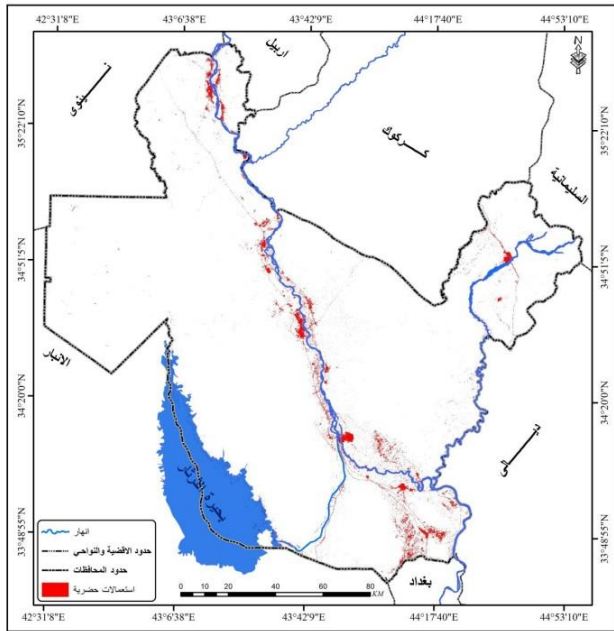 42°31'8"E 43°6'38"E 43°42'9"E 44°17'40"E 44°53'10"E
N
اربيل
نينوى
35°22'10"N
35°22'10"N
كركوك
السليمانية
34°51'5"N
34°51'5"N
الانبار
34°20'0"N
34°20'0"N
ديالى
بحيرة الثرثار
33°48'55"N
33°48'55"N
انهار
حدود الاقضية والنواحي
حدود المحافظات
استعمالات حضرية
بغداد
0 10 20 40 60 80
KM
42°31'8"E 43°6'38"E 43°42'9"E 44°17'40"E 44°53'10"E